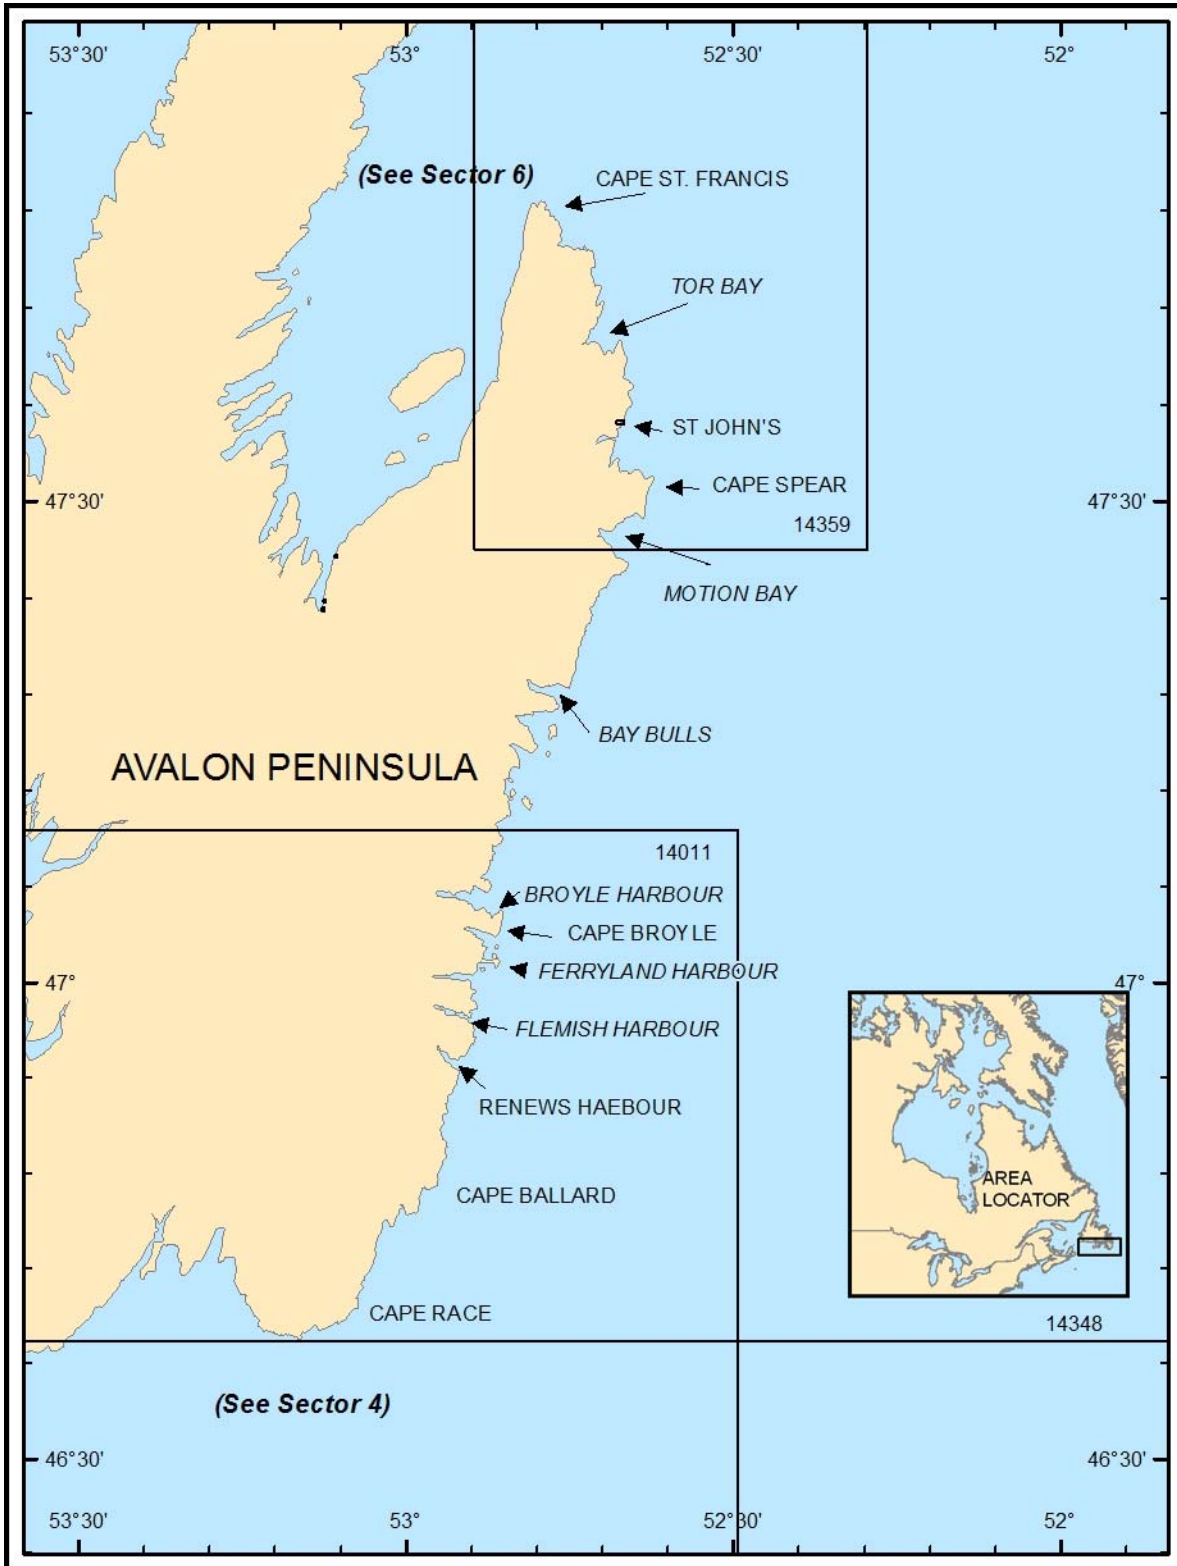 53°30'
53°
52°30'
52°
(See Sector 6)
CAPE ST. FRANCIS
TOR BAY
ST JOHN'S
CAPE SPEAR
47°30'
47°30'
14359
MOTION BAY
BAY BULLS
AVALON PENINSULA
14011
BROYLE HARBOUR
CAPE BROYLE
FERRYLAND HARBOUR
47°
47°
FLEMISH HARBOUR
RENEWS HAEBOUR
AREA
LOCATOR
CAPE BALLARD
CAPE RACE
14348
(See Sector 4)
46°30'
46°30'
53°30'
53°
52°30'
52°